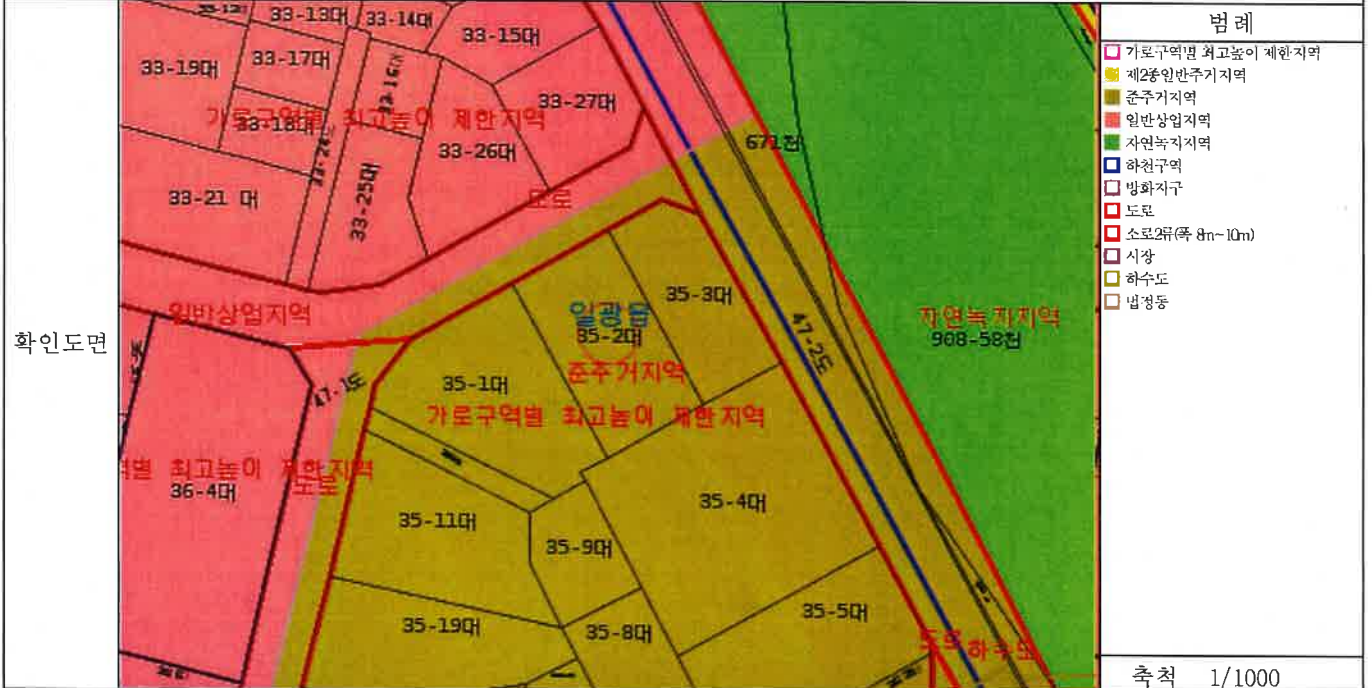 확인도면
33-13대
33-14대
33-15대
33-19대
33-17대
33-16대
33-27대
가로구역별 최고높이 제한지역
33-18대
33-26대
671천
33-21 대
33-25대
도로
35-3대
일반상업지역
일광읍
35-2대
47-2도
자연녹지지역
908-58천
47-1도
35-1대
준주거지역
가로구역별 최고높이 제한지역
역별 최고높이 제한지역
36-4대
도로
35-4대
35-11대
35-9대
35-19대
35-8대
35-5대
도로
하수도
범례
가로구역별 최고높이 제한지역
제2종일반주거지역
준주거지역
일반상업지역
자연녹지지역
하천구역
방화지구
도로
소로2류(폭 8m~10m)
시장
하수도
법정동
축척 1/1000